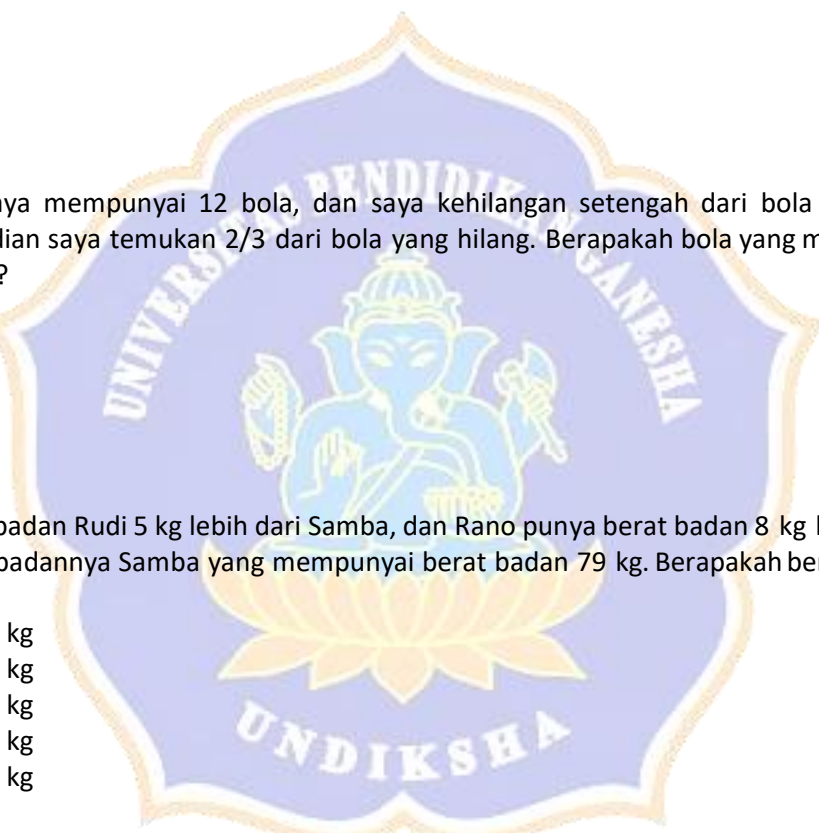 UNIVERSITAS PENDIDIKAN GANESHA
ya mempunyai 12 bola, dan saya kehilangan setengah dari bola
dian saya temukan 2/3 dari bola yang hilang. Berapakah bola yang m
?
badan Rudi 5 kg lebih dari Samba, dan Rano punya berat badan 8 kg l
badannya Samba yang mempunyai berat badan 79 kg. Berapakah ber
kg
kg
kg
kg
kg
UNDIKSHA